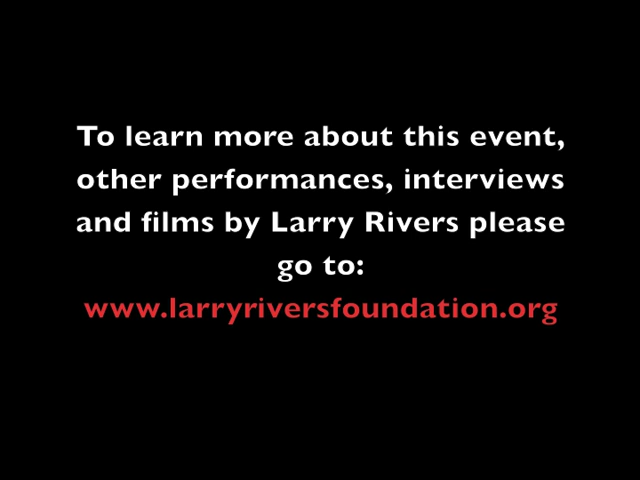 To learn more about this event,
other performances, interviews
and films by Larry Rivers please
go to:
www.larryriversfoundation.org